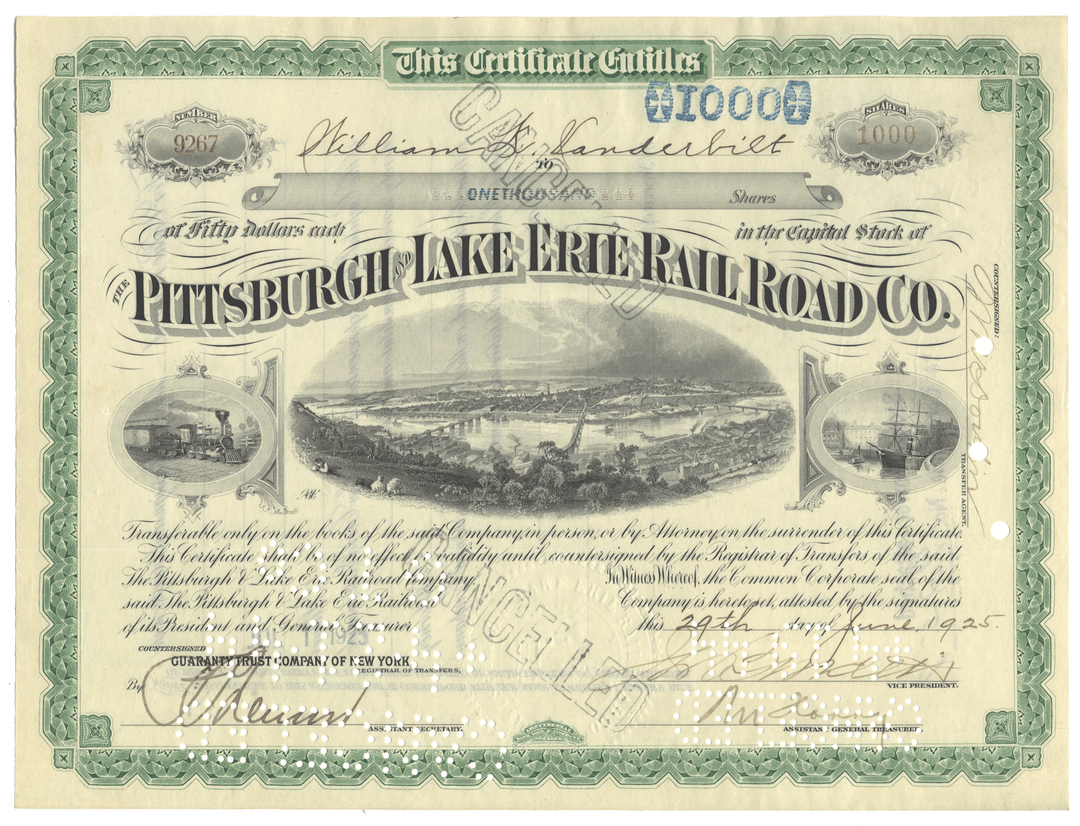 This Certificate Entitles
1000
NUMBER
9267
SHARES
1000
William K. Vanderbilt
TO
ONETHOUSAND Shares
of Fifty Dollars each in the Capital Stock of
THE PITTSBURGH AND LAKE ERIE RAIL ROAD CO.
COUNTERSIGNED:
TRANSFER AGENT.
CANCELLED
Transferable only on the books of the said Company, in person, or by Attorney, on the surrender of this Certificate.
This Certificate shall be of no effect or validity until countersigned by the Registrar of Transfers of the said
The Pittsburgh & Lake Erie Railroad Company. In Witness Whereof, the Common Corporate seal of the
said The Pittsburgh & Lake Erie Railroad Company is hereto set, attested by the signatures
of its President and General Treasurer this 29th day of June, 1925.
CANCELLED
COUNTERSIGNED
GUARANTY TRUST COMPANY OF NEW YORK
REGISTRAR OF TRANSFERS,
By
VICE PRESIDENT.
ASSISTANT SECRETARY.
ASSISTANT GENERAL TREASURER.